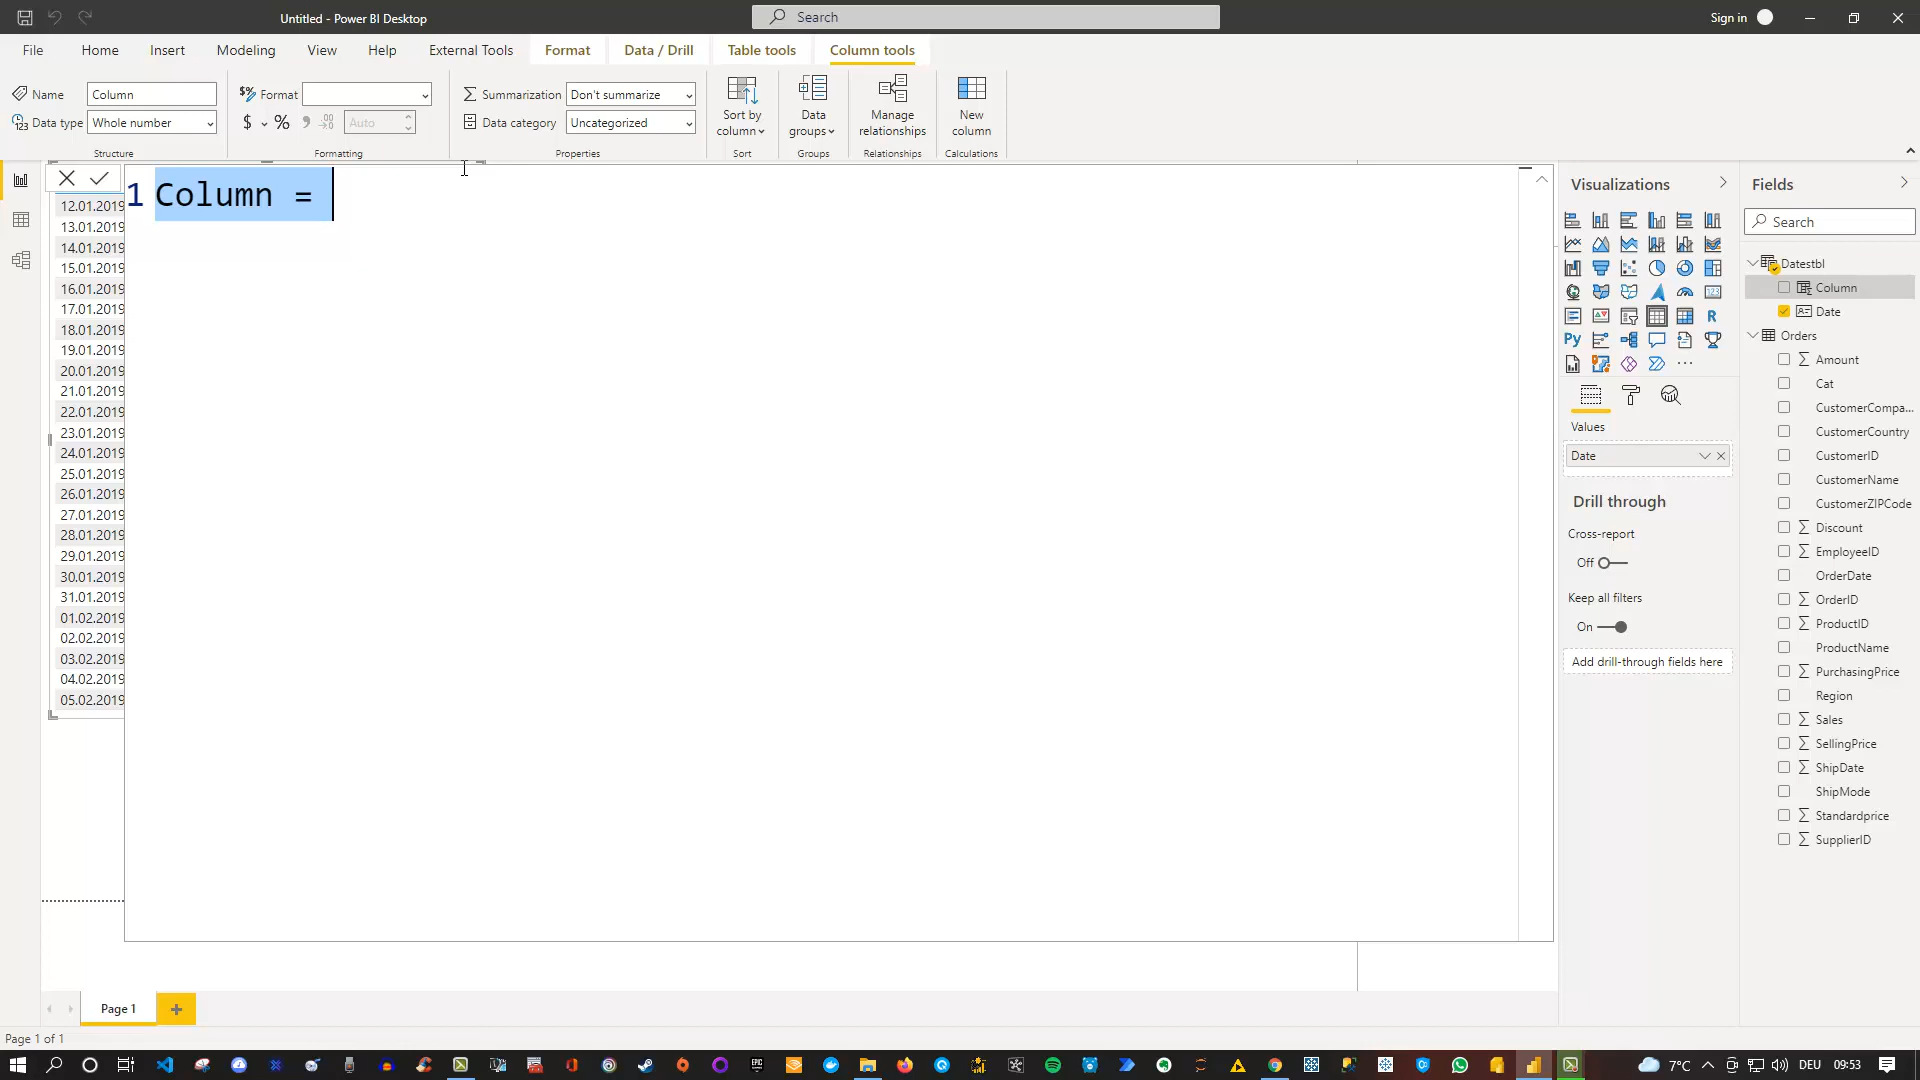 Untitled - Power BI Desktop
Search
Sign in
File
Home
Insert
Modeling
View
Help
External Tools
Format
Data / Drill
Table tools
Column tools
Name
Column
Data type
Whole number
Structure
Format
$
%
Auto
Formatting
Summarization
Don't summarize
Data category
Uncategorized
Properties
Sort by
column
Sort
Data
groups
Groups
Manage
relationships
Relationships
New
column
Calculations
1 Column =
12.01.2019
13.01.2019
14.01.2019
15.01.2019
16.01.2019
17.01.2019
18.01.2019
19.01.2019
20.01.2019
21.01.2019
22.01.2019
23.01.2019
24.01.2019
25.01.2019
26.01.2019
27.01.2019
28.01.2019
29.01.2019
30.01.2019
31.01.2019
01.02.2019
02.02.2019
03.02.2019
04.02.2019
05.02.2019
Visualizations
R
Py
Values
Date
Drill through
Cross-report
Off
Keep all filters
On
Add drill-through fields here
Fields
Search
Datestbl
Column
Date
Orders
Amount
Cat
CustomerCompa...
CustomerCountry
CustomerID
CustomerName
CustomerZIPCode
Discount
EmployeeID
OrderDate
OrderID
ProductID
ProductName
PurchasingPrice
Region
Sales
SellingPrice
ShipDate
ShipMode
Standardprice
SupplierID
Page 1
Page 1 of 1
7°C
DEU
09:53